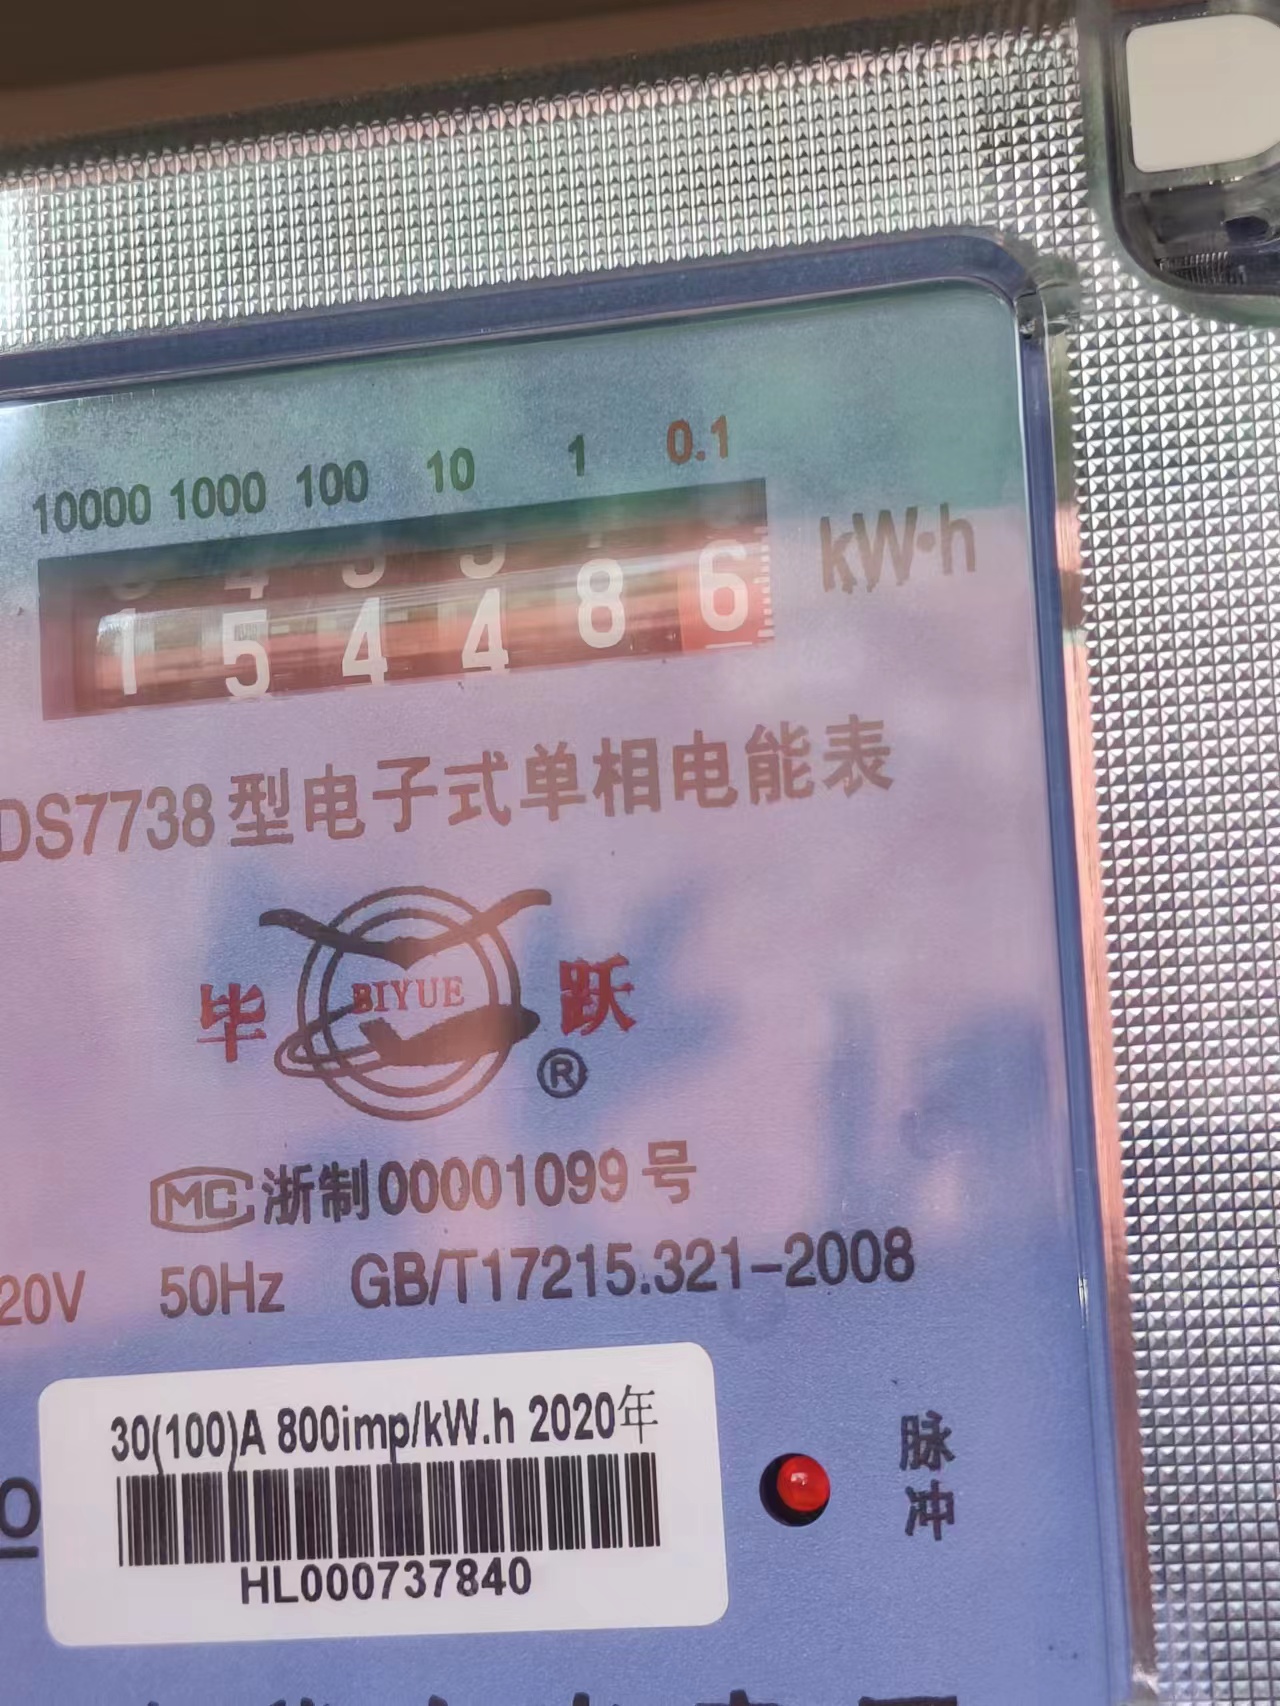 10000 1000 100 10 1 0.1
1 5 4 4 8 6 kW·h
DS7738型电子式单相电能表
毕 BIYUE 跃
®
MC 浙制00001099号
20V 50Hz GB/T17215.321-2008
30(100)A 800imp/kW.h 2020年
脉冲
HL000737840